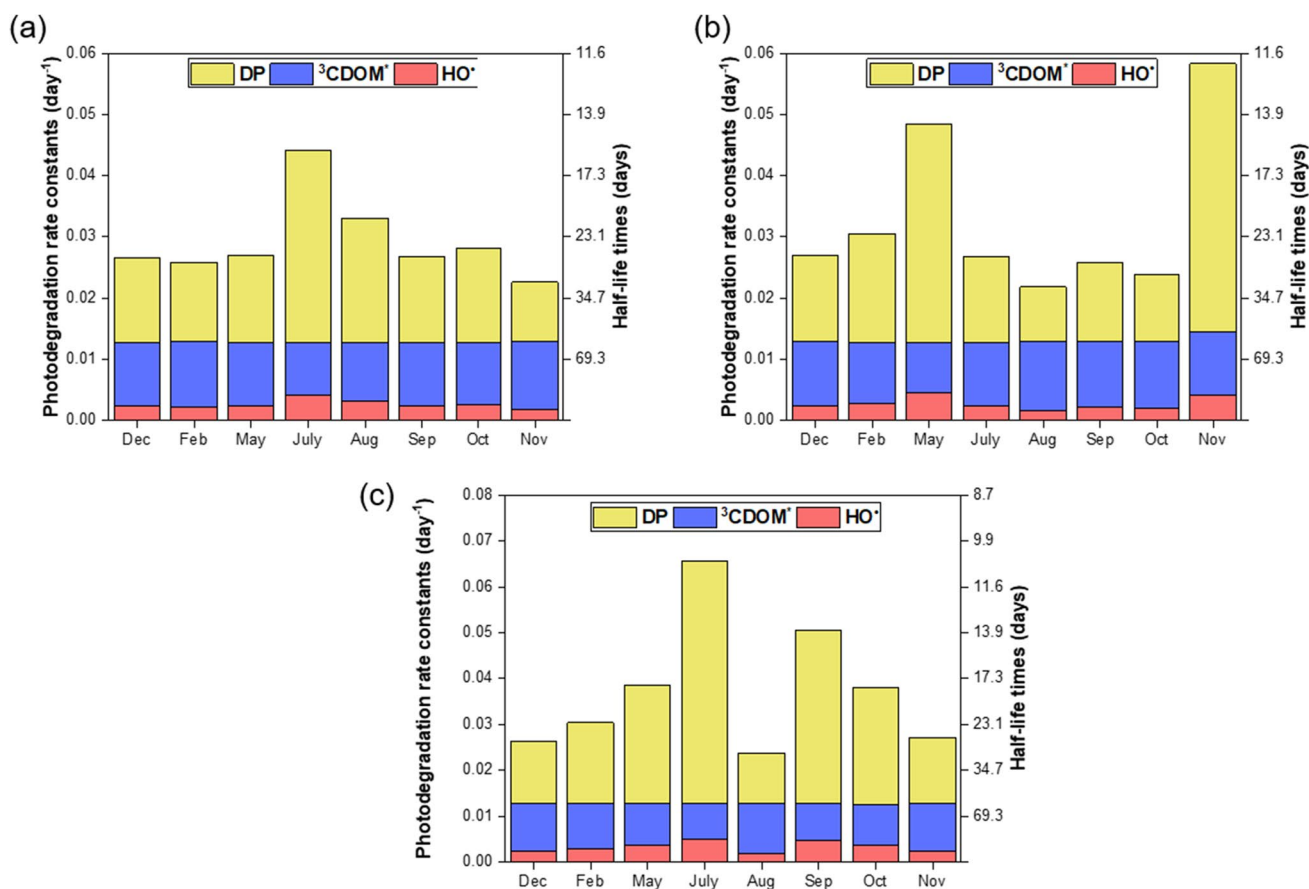 (a)
Photodegradation rate constants (day⁻¹)
0.06
0.05
0.04
0.03
0.02
0.01
0.00
DP ³CDOM* HO•
11.6
13.9
17.3
23.1
34.7
69.3
Half-life times (days)
Dec Feb May July Aug Sep Oct Nov
(b)
Photodegradation rate constants (day⁻¹)
0.06
0.05
0.04
0.03
0.02
0.01
0.00
DP ³CDOM* HO•
11.6
13.9
17.3
23.1
34.7
69.3
Half-life times (days)
Dec Feb May July Aug Sep Oct Nov
(c)
Photodegradation rate constants (day⁻¹)
0.08
0.07
0.06
0.05
0.04
0.03
0.02
0.01
0.00
DP ³CDOM* HO•
8.7
9.9
11.6
13.9
17.3
23.1
34.7
69.3
Half-life times (days)
Dec Feb May July Aug Sep Oct Nov